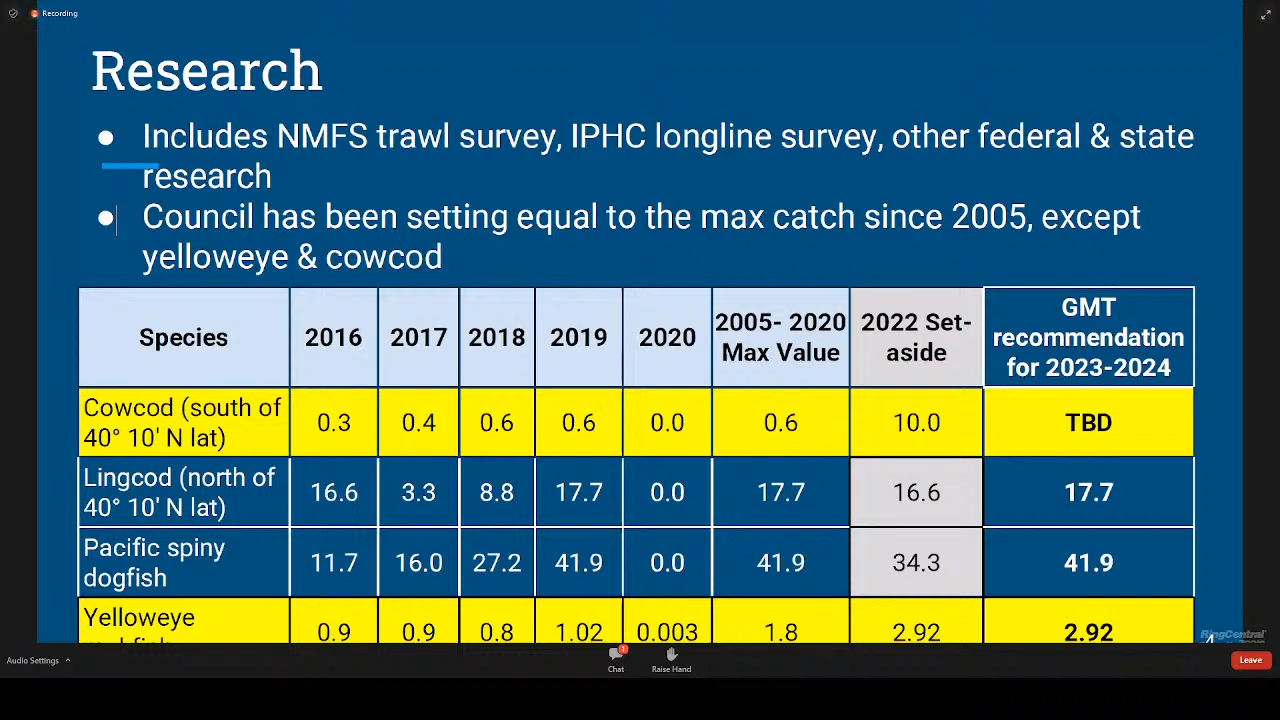 Recording
Research
● Includes NMFS trawl survey, IPHC longline survey, other federal & state
research
● Council has been setting equal to the max catch since 2005, except
yelloweye & cowcod
Species 2016 2017 2018 2019 2020 2005- 2020 Max Value 2022 Set-aside GMT recommendation for 2023-2024
Cowcod (south of 40° 10' N lat) 0.3 0.4 0.6 0.6 0.0 0.6 10.0 TBD
Lingcod (north of 40° 10' N lat) 16.6 3.3 8.8 17.7 0.0 17.7 16.6 17.7
Pacific spiny dogfish 11.7 16.0 27.2 41.9 0.0 41.9 34.3 41.9
Yelloweye 0.9 0.9 0.8 1.02 0.003 1.8 2.92 2.92
RingCentral
Audio Settings
1
Chat
Raise Hand
Leave